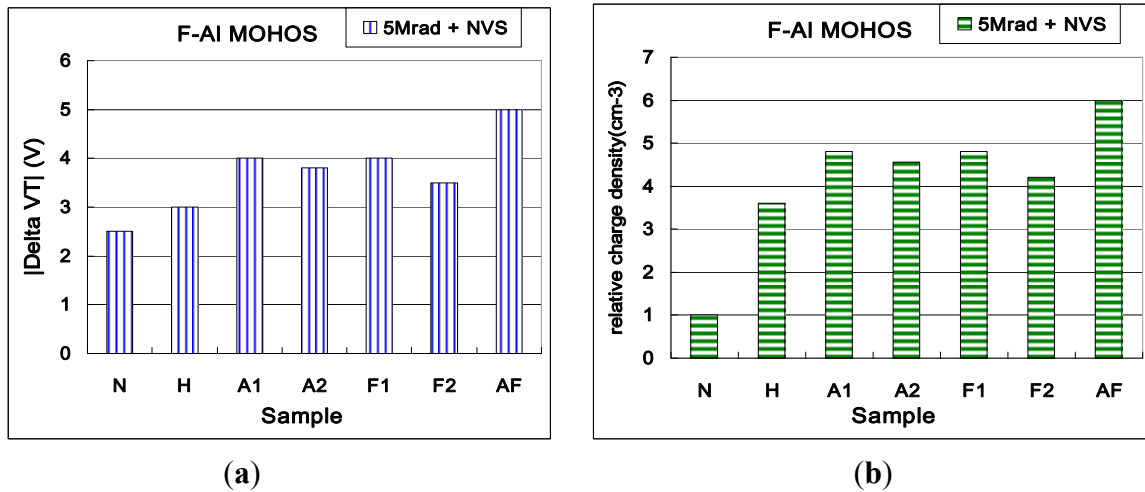 F-Al MOHOS
5Mrad + NVS
|Delta VT| (V)
6
5
4
3
2
1
0
N H A1 A2 F1 F2 AF
Sample
(a)
F-Al MOHOS
5Mrad + NVS
relative charge density(cm-3)
7
6
5
4
3
2
1
0
N H A1 A2 F1 F2 AF
Sample
(b)